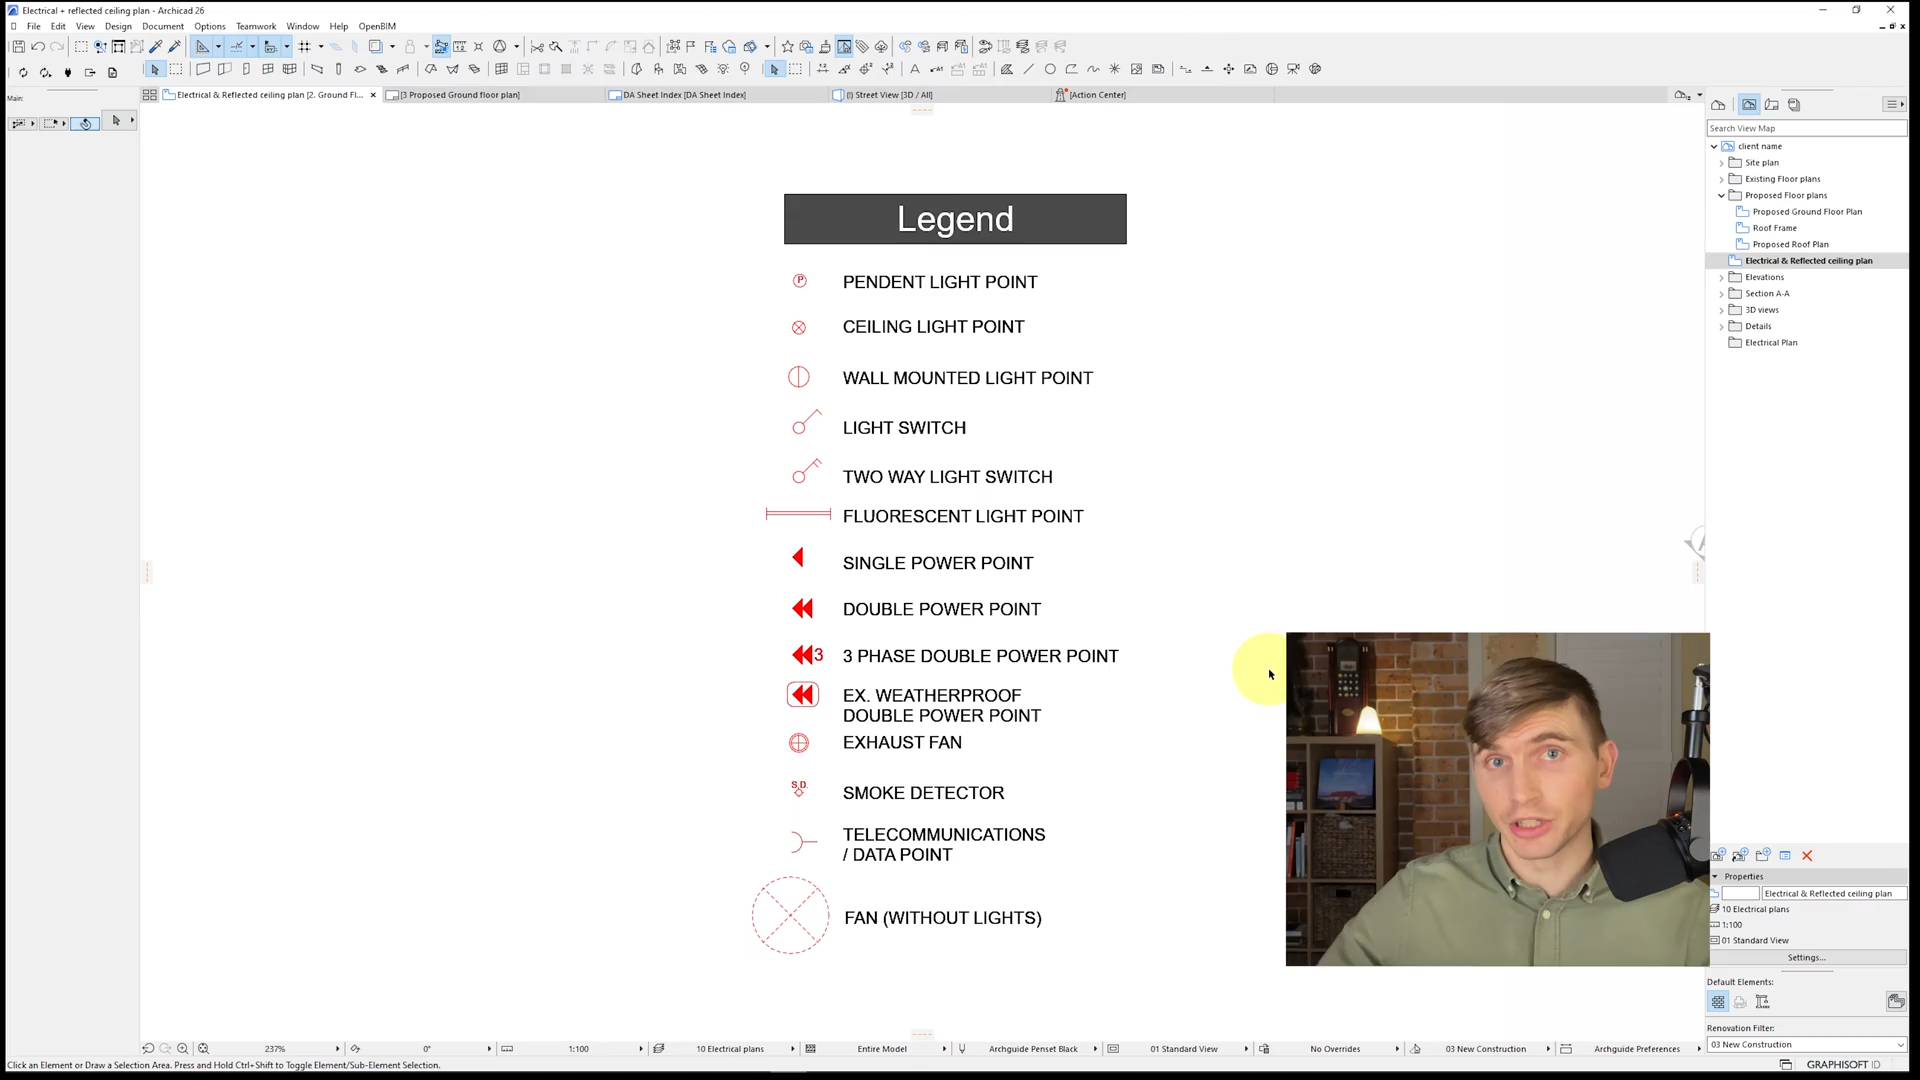 Electrical + reflected ceiling plan - Archicad 26
File Edit View Design Document Options Teamwork Window Help OpenBIM
Main:
Electrical & Reflected ceiling plan [2. Ground Fl...
[3 Proposed Ground floor plan]
DA Sheet Index [DA Sheet Index]
(!) Street View [3D / All]
[Action Center]
Search View Map
client name
Site plan
Existing Floor plans
Proposed Floor plans
Proposed Ground Floor Plan
Roof Frame
Proposed Roof Plan
Electrical & Reflected ceiling plan
Elevations
Section A-A
3D views
Details
Electrical Plan
Legend
P PENDENT LIGHT POINT
CEILING LIGHT POINT
WALL MOUNTED LIGHT POINT
LIGHT SWITCH
TWO WAY LIGHT SWITCH
FLUORESCENT LIGHT POINT
SINGLE POWER POINT
DOUBLE POWER POINT
3 3 PHASE DOUBLE POWER POINT
EX. WEATHERPROOF
DOUBLE POWER POINT
EXHAUST FAN
S.D. SMOKE DETECTOR
TELECOMMUNICATIONS
/ DATA POINT
FAN (WITHOUT LIGHTS)
Properties
Electrical & Reflected ceiling plan
10 Electrical plans
1:100
01 Standard View
Settings...
Default Elements:
Renovation Filter:
03 New Construction
237% 0° 1:100 10 Electrical plans Entire Model Archguide Penset Black 01 Standard View No Overrides 03 New Construction Archguide Preferences
Click an Element or Draw a Selection Area. Press and Hold Ctrl+Shift to Toggle Element/Sub-Element Selection.
GRAPHISOFT ID